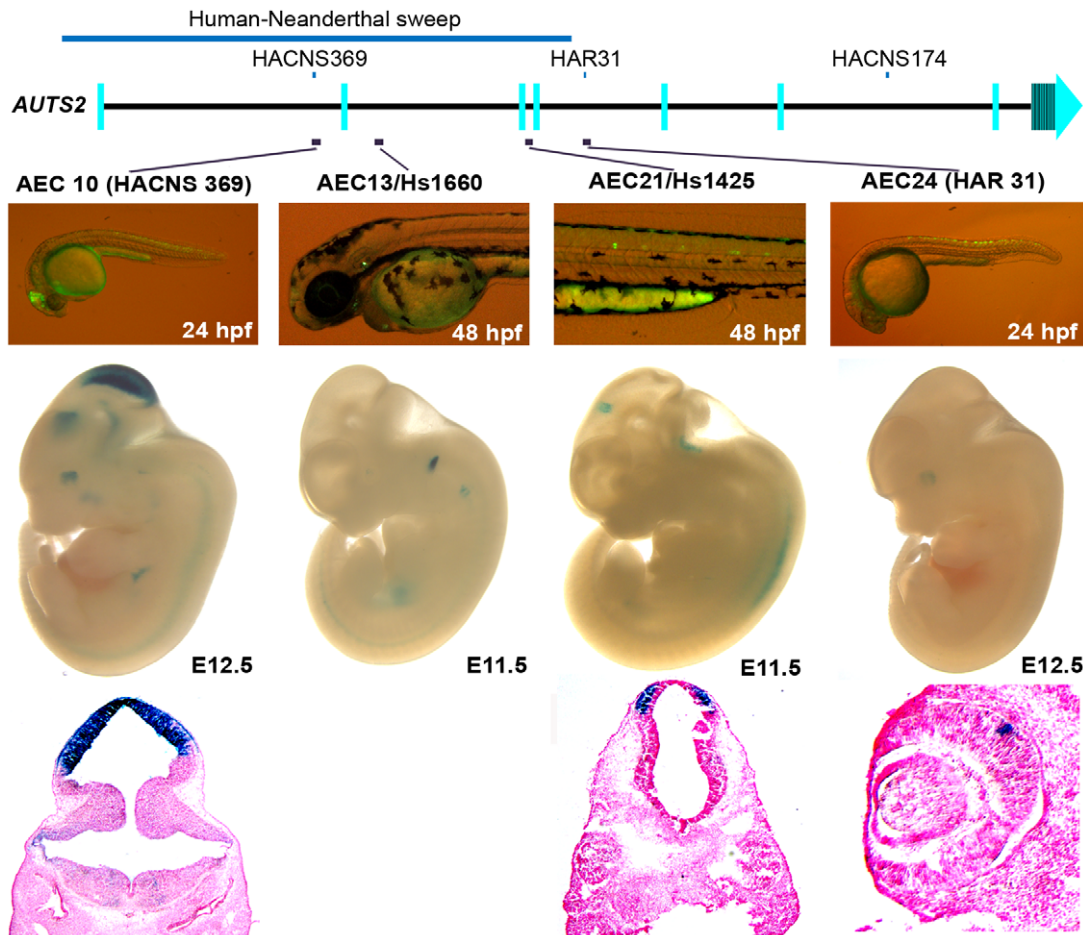 Human-Neanderthal sweep
HACNS369 HAR31 HACNS174
AUTS2
AEC 10 (HACNS 369) AEC13/Hs1660 AEC21/Hs1425 AEC24 (HAR 31)
24 hpf 48 hpf 48 hpf 24 hpf
E12.5 E11.5 E11.5 E12.5